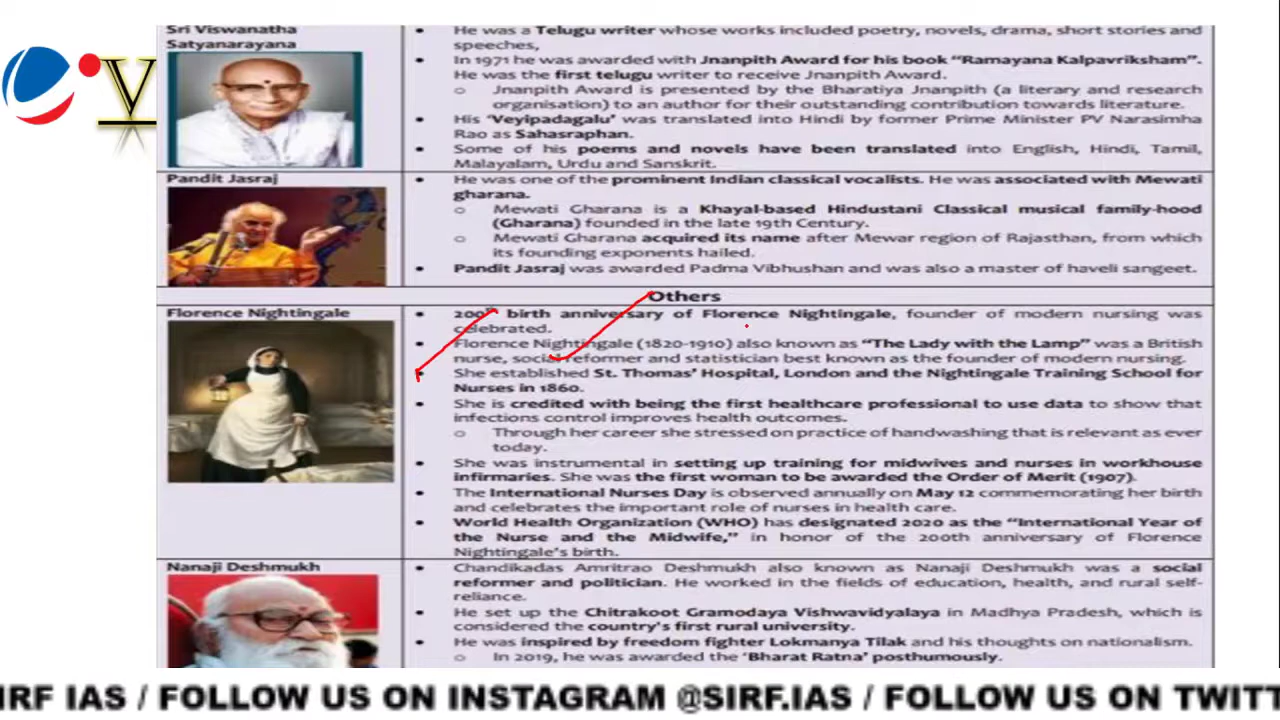 V
Sri Viswanatha
Satyanarayana
• He was a Telugu writer whose works included poetry, novels, drama, short stories and
speeches,
• In 1971 he was awarded with Jnanpith Award for his book “Ramayana Kalpavriksham”.
He was the first telugu writer to receive Jnanpith Award.
o Jnanpith Award is presented by the Bharatiya Jnanpith (a literary and research
organisation) to an author for their outstanding contribution towards literature.
• His ‘Veyipadagalu’ was translated into Hindi by former Prime Minister PV Narasimha
Rao as Sahasraphan.
• Some of his poems and novels have been translated into English, Hindi, Tamil,
Malayalam, Urdu and Sanskrit.
Pandit Jasraj
• He was one of the prominent Indian classical vocalists. He was associated with Mewati
gharana.
o Mewati Gharana is a Khayal-based Hindustani Classical musical family-hood
(Gharana) founded in the late 19th Century.
o Mewati Gharana acquired its name after Mewar region of Rajasthan, from which
its founding exponents hailed.
• Pandit Jasraj was awarded Padma Vibhushan and was also a master of haveli sangeet.
Others
Florence Nightingale
• 200th birth anniversary of Florence Nightingale, founder of modern nursing was
celebrated.
• Florence Nightingale (1820-1910) also known as “The Lady with the Lamp” was a British
nurse, social reformer and statistician best known as the founder of modern nursing.
• She established St. Thomas’ Hospital, London and the Nightingale Training School for
Nurses in 1860.
• She is credited with being the first healthcare professional to use data to show that
infections control improves health outcomes.
o Through her career she stressed on practice of handwashing that is relevant as ever
today.
• She was instrumental in setting up training for midwives and nurses in workhouse
infirmaries. She was the first woman to be awarded the Order of Merit (1907).
• The International Nurses Day is observed annually on May 12 commemorating her birth
and celebrates the important role of nurses in health care.
• World Health Organization (WHO) has designated 2020 as the “International Year of
the Nurse and the Midwife,” in honor of the 200th anniversary of Florence
Nightingale’s birth.
Nanaji Deshmukh
• Chandikadas Amritrao Deshmukh also known as Nanaji Deshmukh was a social
reformer and politician. He worked in the fields of education, health, and rural self-
reliance.
• He set up the Chitrakoot Gramodaya Vishwavidyalaya in Madhya Pradesh, which is
considered the country’s first rural university.
• He was inspired by freedom fighter Lokmanya Tilak and his thoughts on nationalism.
o In 2019, he was awarded the ‘Bharat Ratna’ posthumously.
SIRF IAS / FOLLOW US ON INSTAGRAM @SIRF.IAS / FOLLOW US ON TWITT